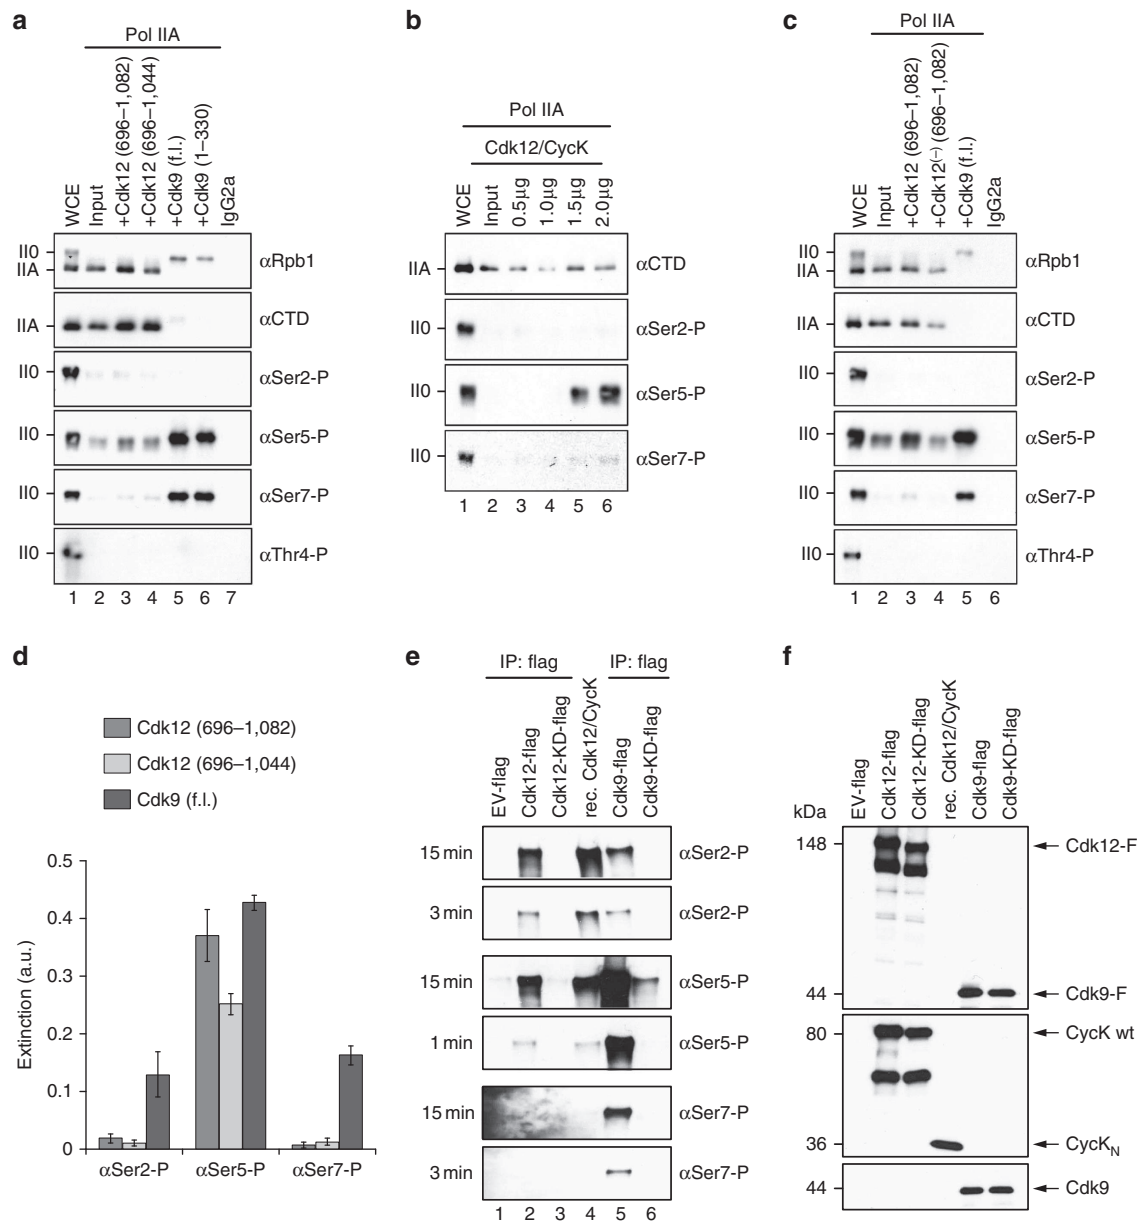 a
Pol IIA
WCE
Input
+Cdk12 (696–1,082)
+Cdk12 (696–1,044)
+Cdk9 (f.l.)
+Cdk9 (1–330)
IgG2a
II0
IIA
αRpb1
IIA
αCTD
II0
αSer2-P
II0
αSer5-P
II0
αSer7-P
II0
αThr4-P
1 2 3 4 5 6 7
b
Pol IIA
Cdk12/CycK
WCE
Input
0.5µg
1.0µg
1.5µg
2.0µg
IIA
αCTD
II0
αSer2-P
II0
αSer5-P
II0
αSer7-P
1 2 3 4 5 6
c
Pol IIA
WCE
Input
+Cdk12 (696–1,082)
+Cdk12(–) (696–1,082)
+Cdk9 (f.l.)
IgG2a
II0
IIA
αRpb1
IIA
αCTD
II0
αSer2-P
II0
αSer5-P
II0
αSer7-P
II0
αThr4-P
1 2 3 4 5 6
d
Cdk12 (696–1,082)
Cdk12 (696–1,044)
Cdk9 (f.l.)
Extinction (a.u.)
0.5
0.4
0.3
0.2
0.1
0
αSer2-P αSer5-P αSer7-P
e
IP: flag IP: flag
EV-flag
Cdk12-flag
Cdk12-KD-flag
rec. Cdk12/CycK
Cdk9-flag
Cdk9-KD-flag
15 min αSer2-P
3 min αSer2-P
15 min αSer5-P
1 min αSer5-P
15 min αSer7-P
3 min αSer7-P
1 2 3 4 5 6
f
kDa
EV-flag
Cdk12-flag
Cdk12-KD-flag
rec. Cdk12/CycK
Cdk9-flag
Cdk9-KD-flag
148 Cdk12-F
44 Cdk9-F
80 CycK wt
36 CycKN
44 Cdk9